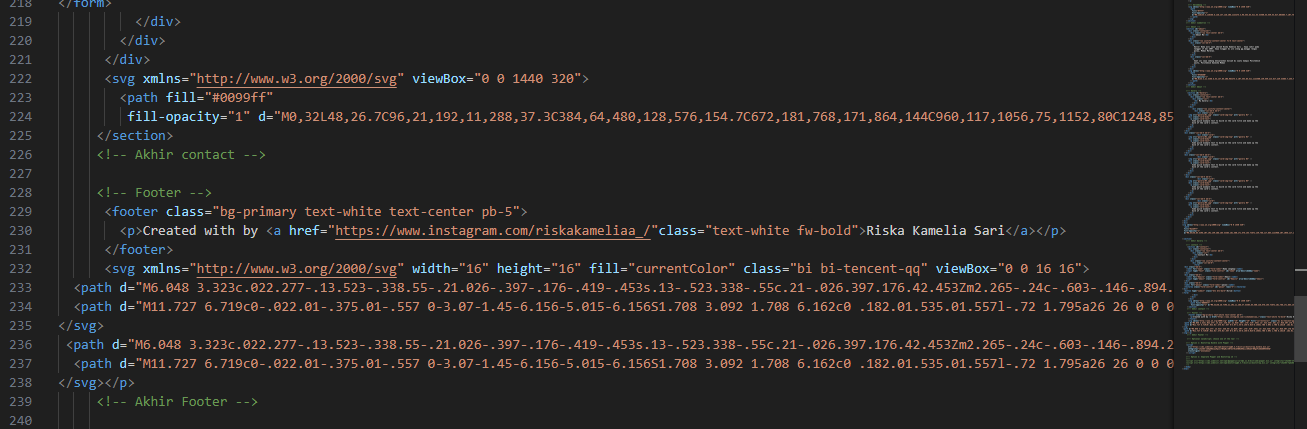 218 </form>
219 </div>
220 </div>
221 </div>
222 <svg xmlns="http://www.w3.org/2000/svg" viewBox="0 0 1440 320">
223 <path fill="#0099ff"
224 fill-opacity="1" d="M0,32L48,26.7C96,21,192,11,288,37.3C384,64,480,128,576,154.7C672,181,768,171,864,144C960,117,1056,75,1152,80C1248,85
225 </section>
226 <!-- Akhir contact -->
227
228 <!-- Footer -->
229 <footer class="bg-primary text-white text-center pb-5">
230 <p>Created with by <a href="https://www.instagram.com/riskakameliaa_/"class="text-white fw-bold">Riska Kamelia Sari</a></p>
231 </footer>
232 <svg xmlns="http://www.w3.org/2000/svg" width="16" height="16" fill="currentColor" class="bi bi-tencent-qq" viewBox="0 0 16 16">
233 <path d="M6.048 3.323c.022.277-.13.523-.338.55-.21.026-.397-.176-.419-.453s.13-.523.338-.55c.21-.026.397.176.42.453Zm2.265-.24c-.603-.146-.894.
234 <path d="M11.727 6.719c0-.022.01-.375.01-.557 0-3.07-1.45-6.156-5.015-6.156S1.708 3.092 1.708 6.162c0 .182.01.535.01.557l-.72 1.795a26 26 0 0 0
235 </svg>
236 <path d="M6.048 3.323c.022.277-.13.523-.338.55-.21.026-.397-.176-.419-.453s.13-.523.338-.55c.21-.026.397.176.42.453Zm2.265-.24c-.603-.146-.894.2
237 <path d="M11.727 6.719c0-.022.01-.375.01-.557 0-3.07-1.45-0.156-5.015-6.156S1.708 3.092 1.708 6.162c0 .182.01.535.01.557l-.72 1.795a26 26 0 0 0
238 </svg></p>
239 <!-- Akhir Footer -->
240